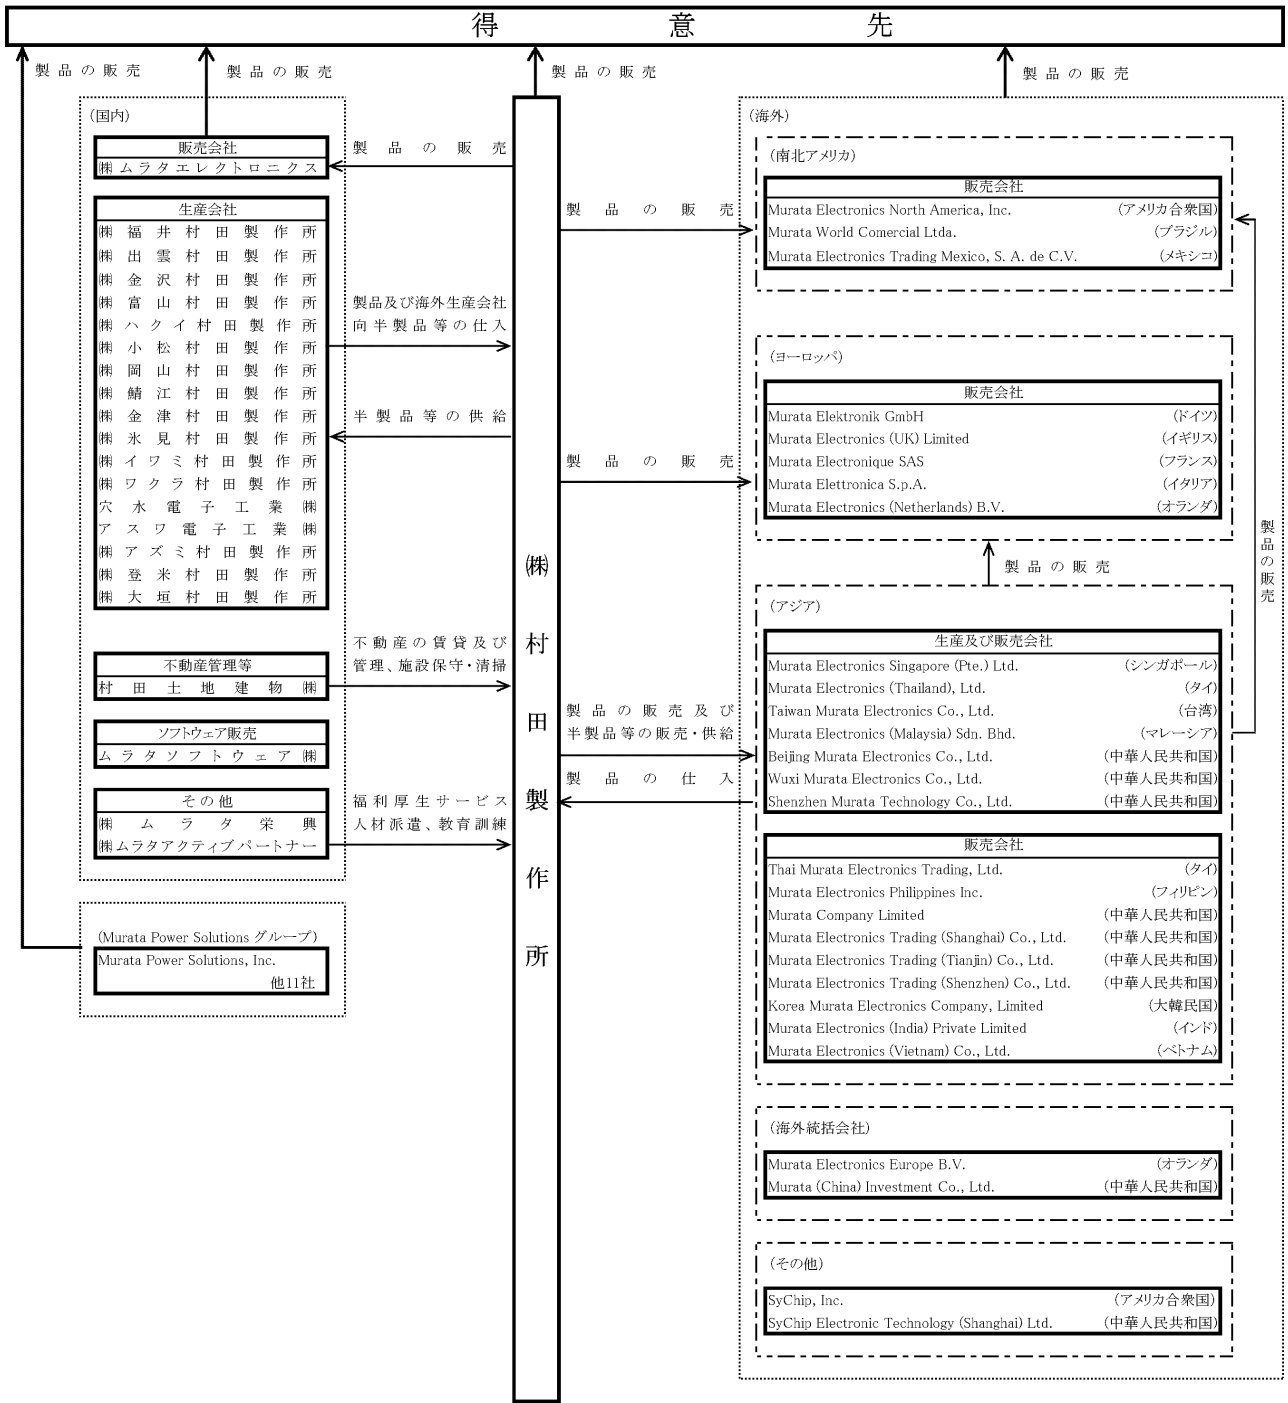 得意先
製品の販売
製品の販売
製品の販売
製品の販売
(国内)
販売会社
㈱ムラタエレクトロニクス
生産会社
㈱福井村田製作所
㈱出雲村田製作所
㈱金沢村田製作所
㈱富山村田製作所
㈱ハクイ村田製作所
㈱小松村田製作所
㈱岡山村田製作所
㈱鯖江村田製作所
㈱金津村田製作所
㈱氷見村田製作所
㈱イワミ村田製作所
㈱ワクラ村田製作所
穴水電子工業㈱
アスワ電子工業㈱
㈱アズミ村田製作所
㈱登米村田製作所
㈱大垣村田製作所
不動産管理等
村田土地建物㈱
ソフトウェア販売
ムラタソフトウェア㈱
その他
㈱ムラタ栄興
㈱ムラタアクティブパートナー
(Murata Power Solutions グループ)
Murata Power Solutions, Inc.
他11社
製品の販売
製品及び海外生産会社
向半製品等の仕入
半製品等の供給
不動産の賃貸及び
管理、施設保守・清掃
福利厚生サービス
人材派遣、教育訓練
㈱村田製作所
製品の販売
製品の販売
製品の販売及び
半製品等の販売・供給
製品の仕入
(海外)
(南北アメリカ)
販売会社
Murata Electronics North America, Inc. (アメリカ合衆国)
Murata World Comercial Ltda. (ブラジル)
Murata Electronics Trading Mexico, S. A. de C.V. (メキシコ)
(ヨーロッパ)
販売会社
Murata Elektronik GmbH (ドイツ)
Murata Electronics (UK) Limited (イギリス)
Murata Electronique SAS (フランス)
Murata Elettronica S.p.A. (イタリア)
Murata Electronics (Netherlands) B.V. (オランダ)
製品の販売
製品の販売
(アジア)
生産及び販売会社
Murata Electronics Singapore (Pte.) Ltd. (シンガポール)
Murata Electronics (Thailand), Ltd. (タイ)
Taiwan Murata Electronics Co., Ltd. (台湾)
Murata Electronics (Malaysia) Sdn. Bhd. (マレーシア)
Beijing Murata Electronics Co., Ltd. (中華人民共和国)
Wuxi Murata Electronics Co., Ltd. (中華人民共和国)
Shenzhen Murata Technology Co., Ltd. (中華人民共和国)
販売会社
Thai Murata Electronics Trading, Ltd. (タイ)
Murata Electronics Philippines Inc. (フィリピン)
Murata Company Limited (中華人民共和国)
Murata Electronics Trading (Shanghai) Co., Ltd. (中華人民共和国)
Murata Electronics Trading (Tianjin) Co., Ltd. (中華人民共和国)
Murata Electronics Trading (Shenzhen) Co., Ltd. (中華人民共和国)
Korea Murata Electronics Company, Limited (大韓民国)
Murata Electronics (India) Private Limited (インド)
Murata Electronics (Vietnam) Co., Ltd. (ベトナム)
(海外統括会社)
Murata Electronics Europe B.V. (オランダ)
Murata (China) Investment Co., Ltd. (中華人民共和国)
(その他)
SyChip, Inc. (アメリカ合衆国)
SyChip Electronic Technology (Shanghai) Ltd. (中華人民共和国)